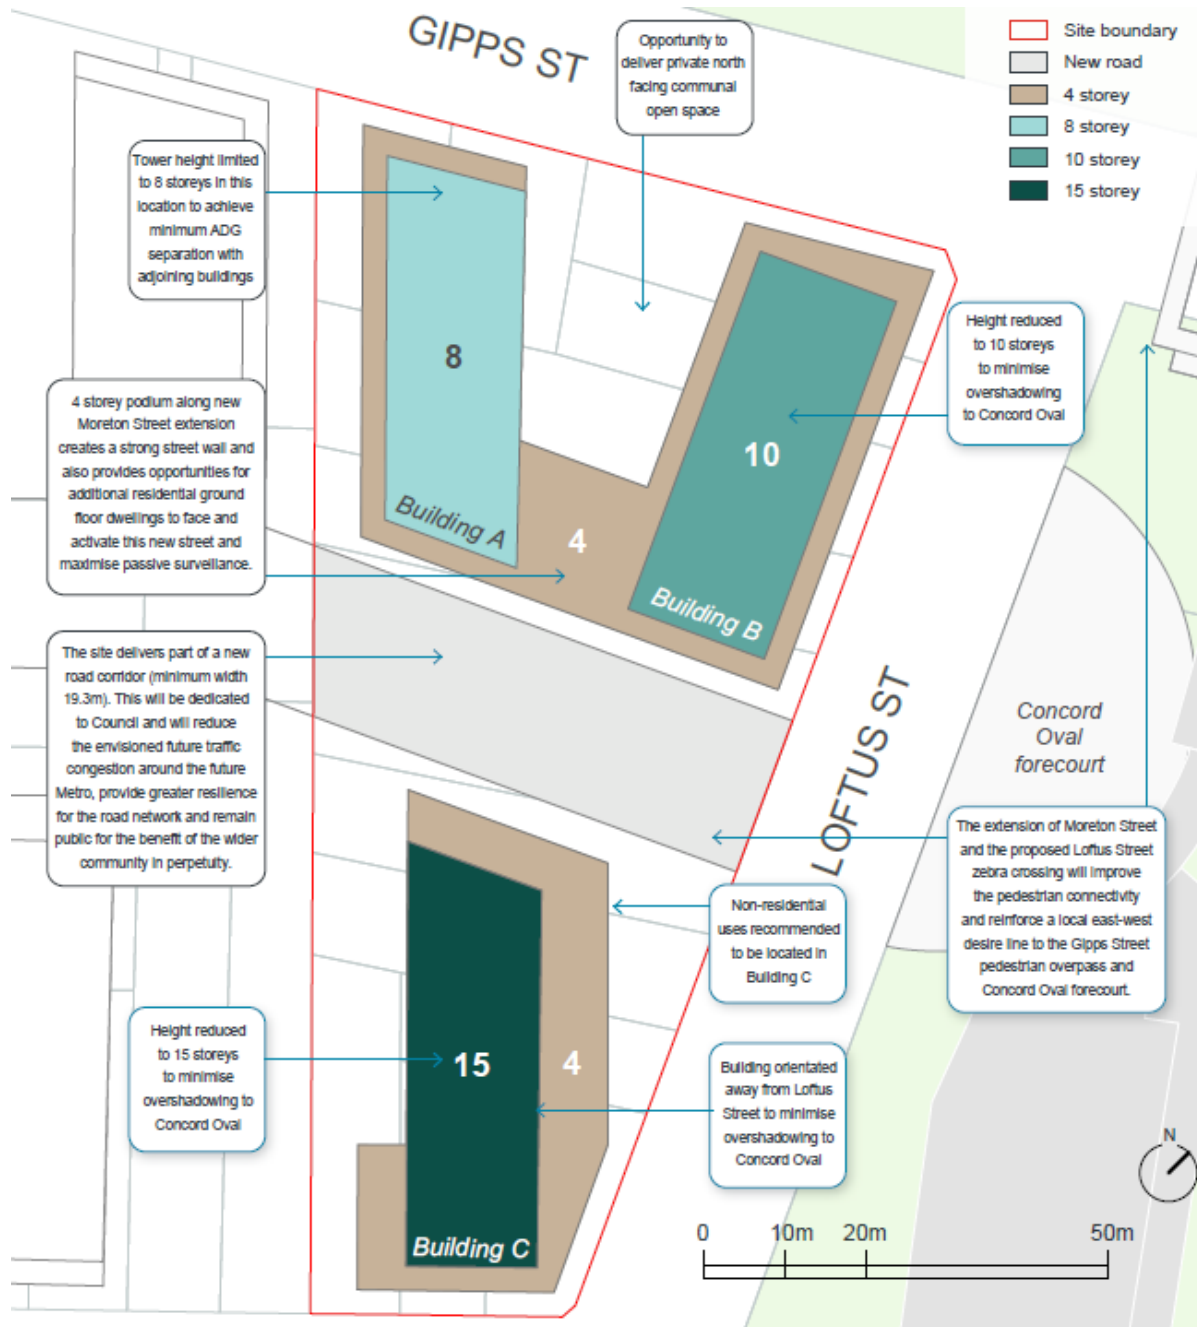 GIPPS ST
Opportunity to
deliver private north
facing communal
open space
Site boundary
New road
4 storey
8 storey
10 storey
15 storey
Tower height limited
to 8 storeys in this
location to achieve
minimum ADG
separation with
adjoining buildings
8
Height reduced
to 10 storeys
to minimise
overshadowing
to Concord Oval
4 storey podium along new
Moreton Street extension
creates a strong street wall and
also provides opportunities for
additional residential ground
floor dwellings to face and
activate this new street and
maximise passive surveillance.
10
Building A
4
Building B
The site delivers part of a new
road corridor (minimum width
19.3m). This will be dedicated
to Council and will reduce
the envisioned future traffic
congestion around the future
Metro, provide greater resilience
for the road network and remain
public for the benefit of the wider
community in perpetuity.
LOFTUS ST
Concord
Oval
forecourt
The extension of Moreton Street
and the proposed Loftus Street
zebra crossing will improve
the pedestrian connectivity
and reinforce a local east-west
desire line to the Gipps Street
pedestrian overpass and
Concord Oval forecourt.
Non-residential
uses recommended
to be located in
Building C
Height reduced
to 15 storeys
to minimise
overshadowing to
Concord Oval
15
4
Building orientated
away from Loftus
Street to minimise
overshadowing to
Concord Oval
N
Building C
0 10m 20m 50m